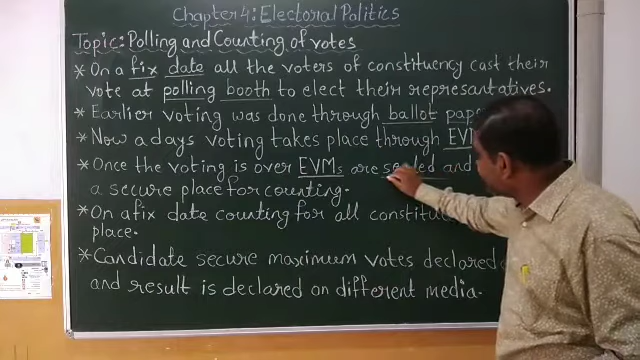 Chapter 4: Electoral Politics
Topic: Polling and Counting of votes
* On a fix date all the voters of constituency cast their
vote at polling booth to elect their represantatives.
* Earlier voting was done through ballot
* Now a days voting takes place through
* Once the voting is over EVMs are sealed and
a secure place for counting.
* On a fix date counting for all
place.
* Candidate secure maximum votes declared
and result is declared on different media.